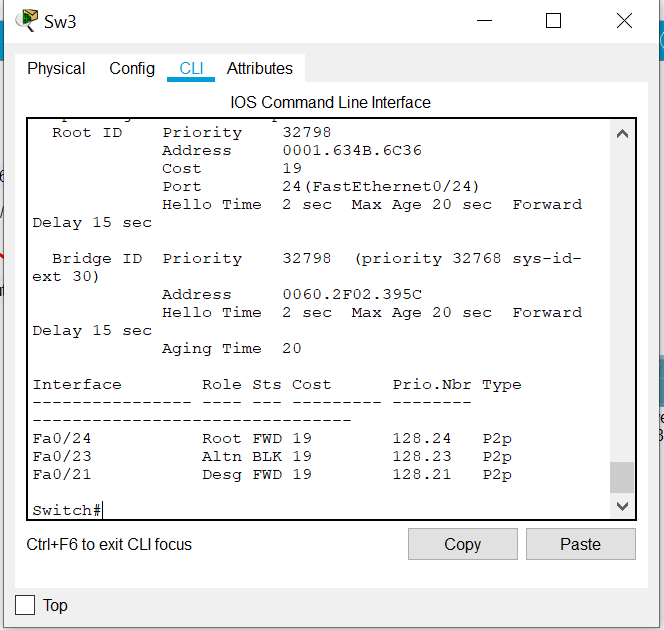 Sw3
Physical Config CLI Attributes
IOS Command Line Interface
Root ID Priority 32798
Address 0001.634B.6C36
Cost 19
Port 24(FastEthernet0/24)
Hello Time 2 sec Max Age 20 sec Forward
Delay 15 sec
Bridge ID Priority 32798 (priority 32768 sys-id-
ext 30)
Address 0060.2F02.395C
Hello Time 2 sec Max Age 20 sec Forward
Delay 15 sec
Aging Time 20
Interface Role Sts Cost Prio.Nbr Type
---------------- ---- --- --------- --------
--------------------------------
Fa0/24 Root FWD 19 128.24 P2p
Fa0/23 Altn BLK 19 128.23 P2p
Fa0/21 Desg FWD 19 128.21 P2p
Switch#
Ctrl+F6 to exit CLI focus
Copy Paste
Top